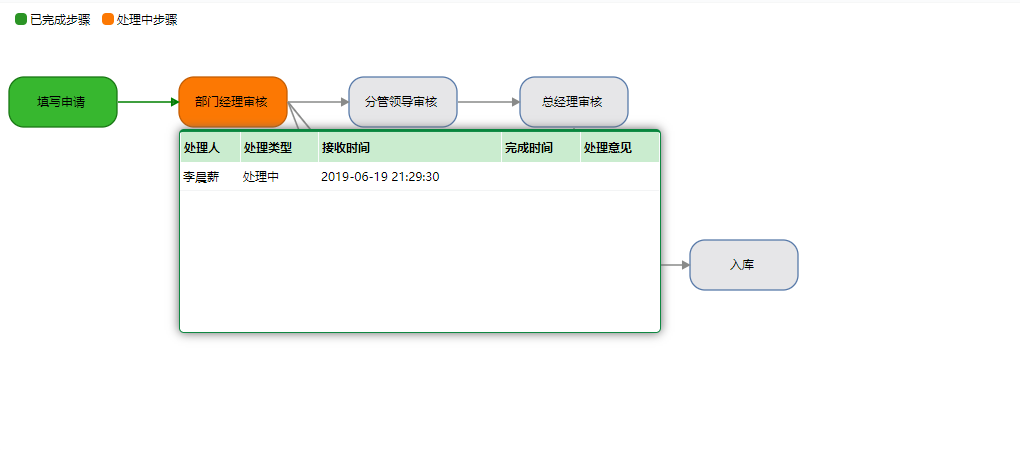 已完成步骤 处理中步骤
填写申请 部门经理审核 分管领导审核 总经理审核
处理人 处理类型 接收时间 完成时间 处理意见
李晨薪 处理中 2019-06-19 21:29:30
入库